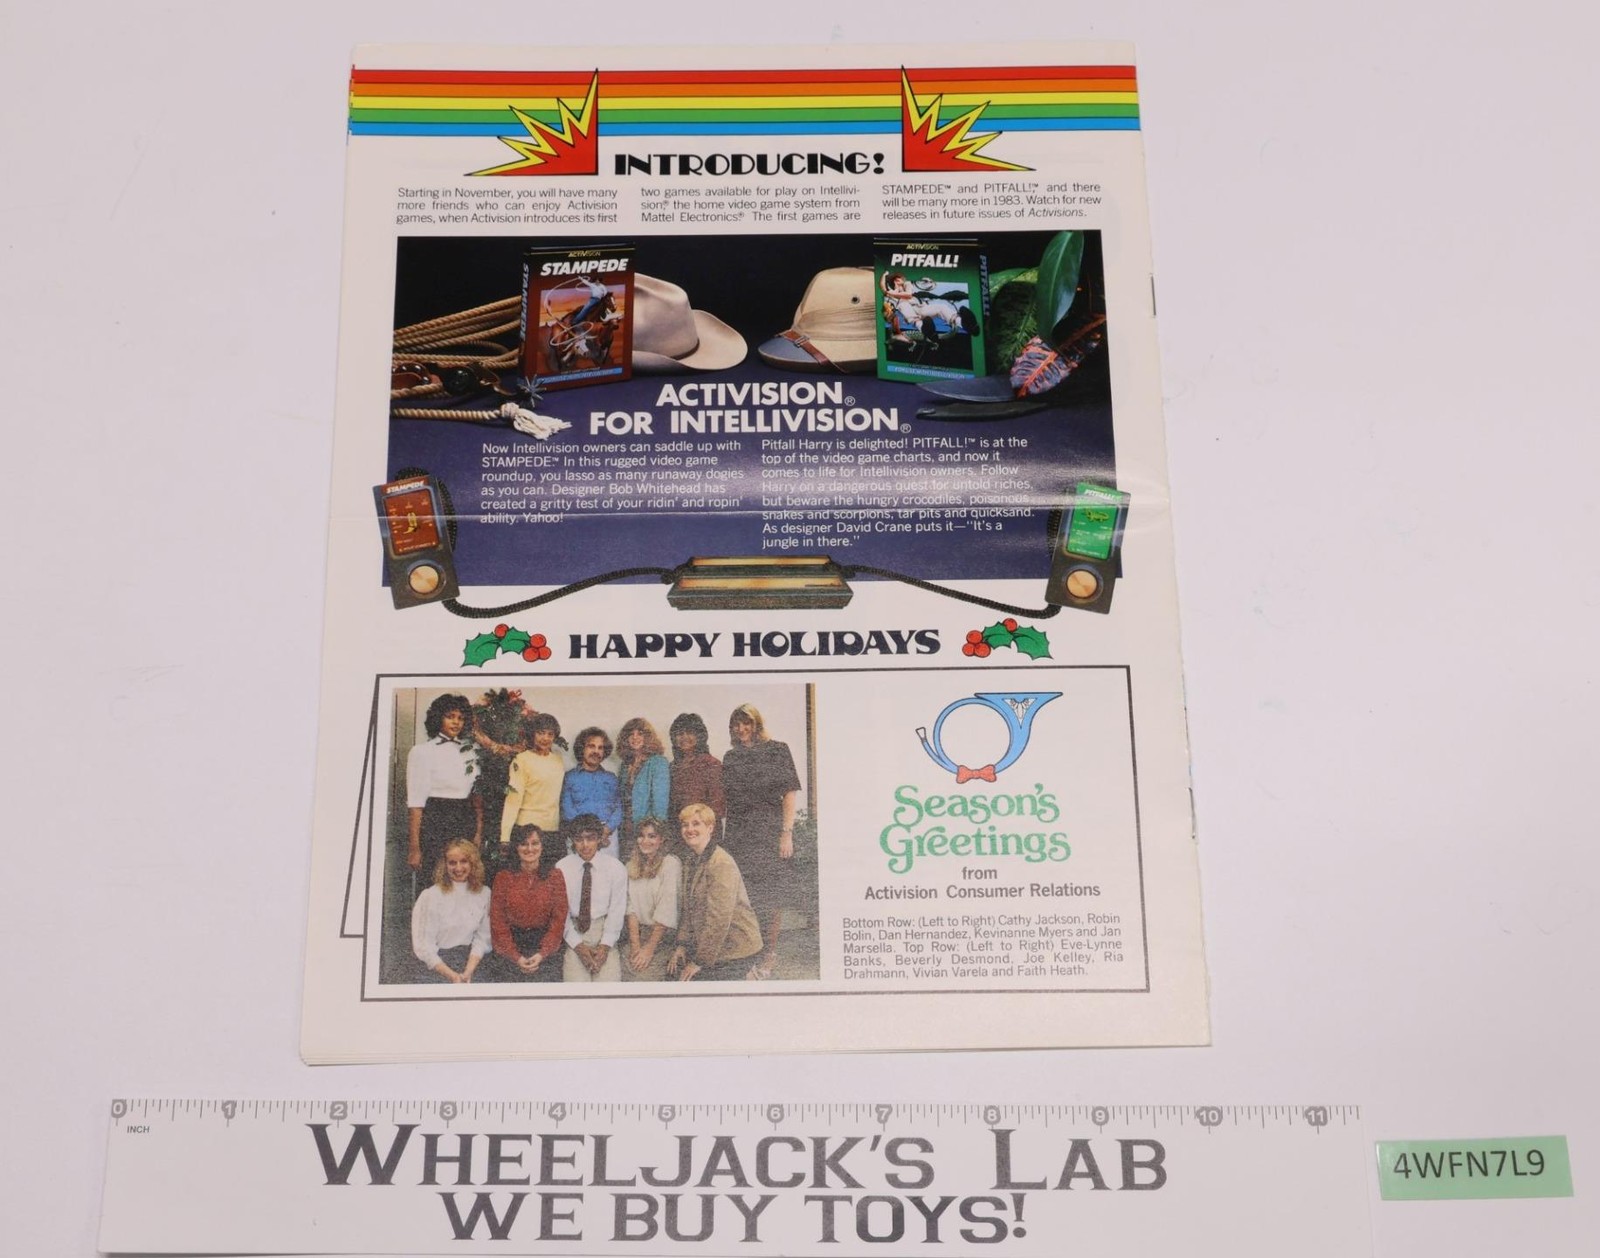 INTRODUCING!
Starting in November, you will have many
more friends who can enjoy Activision
games, when Activision introduces its first
two games available for play on Intellivi-
sion®, the home video game system from
Mattel Electronics®. The first games are
STAMPEDE™ and PITFALL!™, and there
will be many more in 1983. Watch for new
releases in future issues of Activisions.
ACTIVISION
STAMPEDE
STAMPEDE
ACTIVISION
PITFALL!
PITFALL!
ACTIVISION®
FOR INTELLIVISION®
Now Intellivision owners can saddle up with
STAMPEDE™. In this rugged video game
roundup, you lasso as many runaway dogies
as you can. Designer Bob Whitehead has
created a gritty test of your ridin' and ropin'
ability. Yahoo!
Pitfall Harry is delighted! PITFALL!™ is at the
top of the video game charts, and now it
comes to life for Intellivision owners. Follow
Harry on a dangerous quest for untold riches,
but beware the hungry crocodiles, poisonous
snakes and scorpions, tar pits and quicksand.
As designer David Crane puts it—"It's a
jungle in there."
STAMPEDE
PITFALL!
HAPPY HOLIDAYS
Season's
Greetings
from
Activision Consumer Relations
Bottom Row: (Left to Right) Cathy Jackson, Robin
Bolin, Dan Hernandez, Kevinanne Myers and Jan
Marsella. Top Row: (Left to Right) Eve-Lynne
Banks, Beverly Desmond, Joe Kelley, Ria
Drahmann, Vivian Varela and Faith Heath.
0 1 2 3 4 5 6 7 8 9 10 11
INCH
WHEELJACK'S LAB
WE BUY TOYS!
4WFN7L9